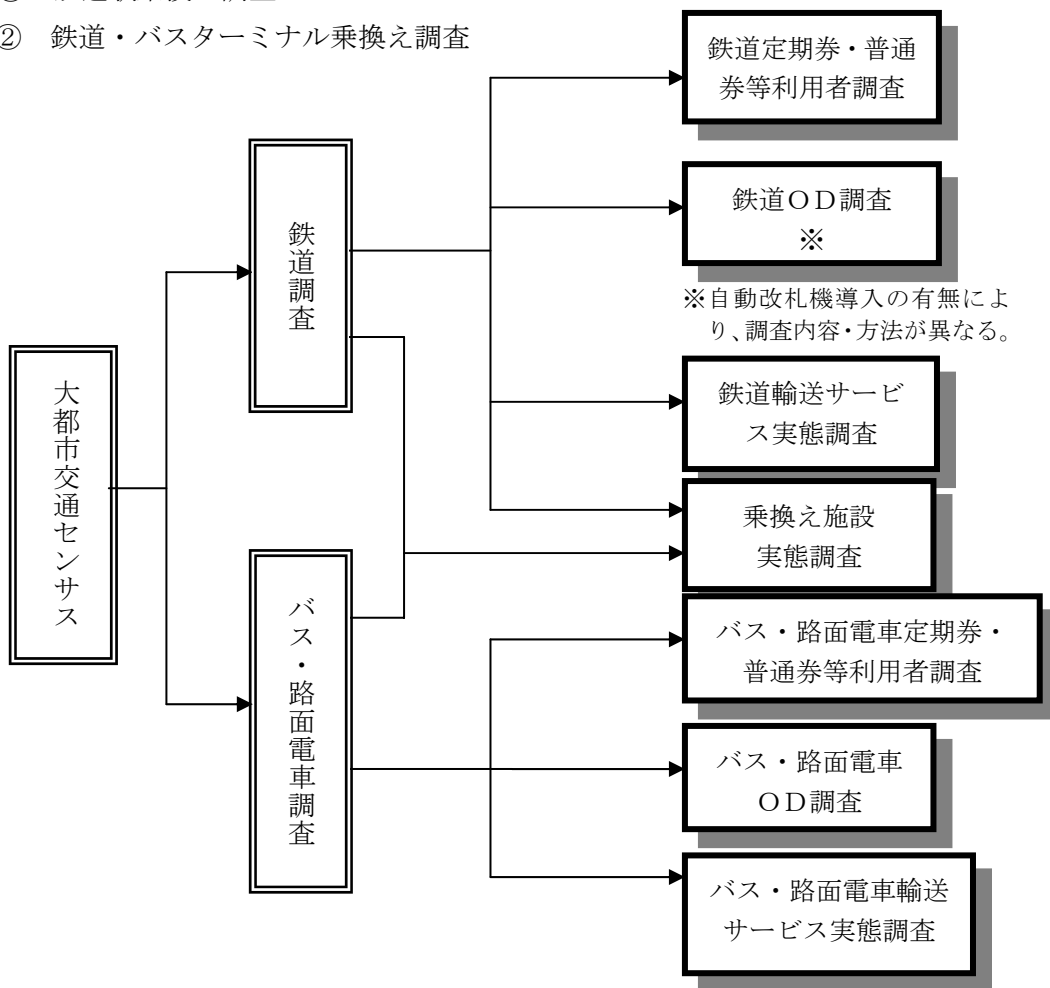 ② 鉄道・バスターミナル乗換え調査
鉄道定期券・普通
券等利用者調査
鉄道OD調査
※
※自動改札機導入の有無によ
り、調査内容・方法が異なる。
鉄道輸送サービ
ス実態調査
乗換え施設
実態調査
バス・路面電車定期券・
普通券等利用者調査
バス・路面電車
OD調査
バス・路面電車輸送
サービス実態調査
鉄道調査
バス・路面電車調査
大都市交通センサス